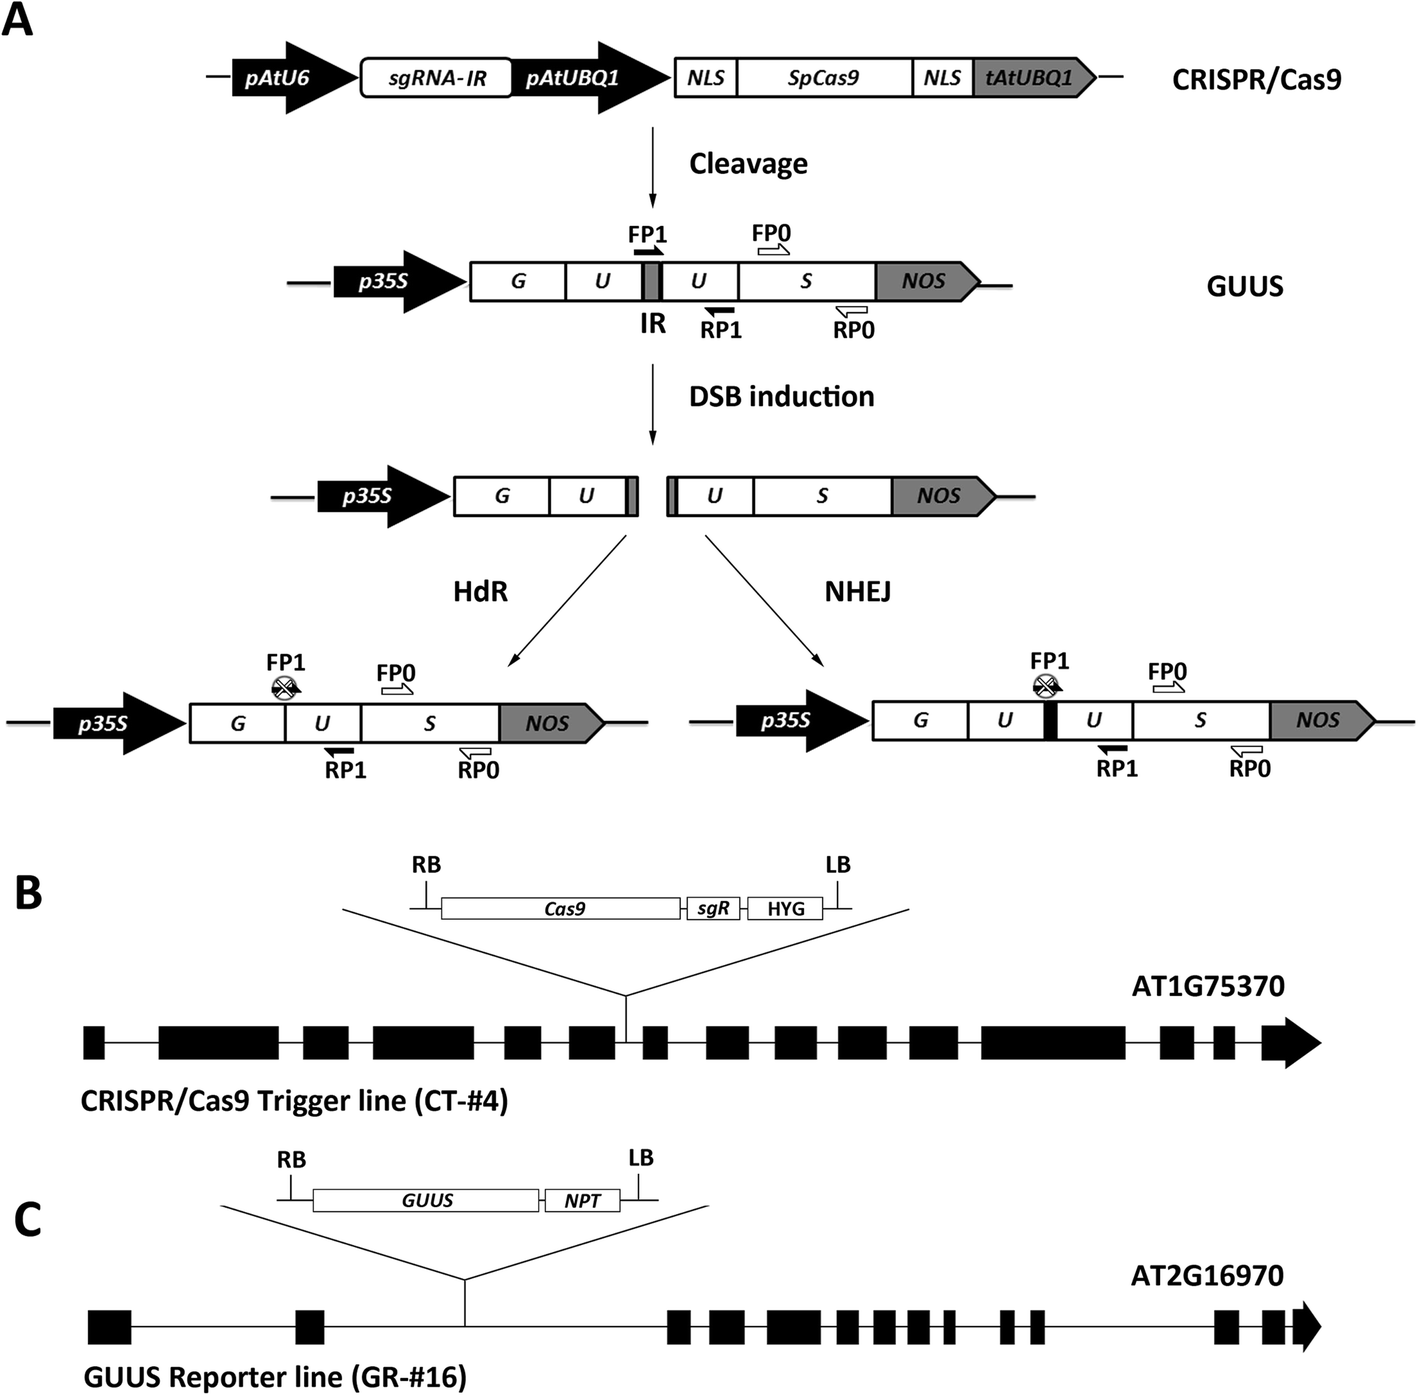 A
pAtU6 sgRNA-IR pAtUBQ1 NLS SpCas9 NLS tAtUBQ1 CRISPR/Cas9
Cleavage
FP1 FP0
p35S G U U S NOS GUUS
IR RP1 RP0
DSB induction
p35S G U U S NOS
HdR NHEJ
FP1 FP0 FP1 FP0
p35S G U S NOS p35S G U U S NOS
RP1 RP0 RP1 RP0
B
RB LB
Cas9 sgR HYG
AT1G75370
CRISPR/Cas9 Trigger line (CT-#4)
C
RB LB
GUUS NPT
AT2G16970
GUUS Reporter line (GR-#16)